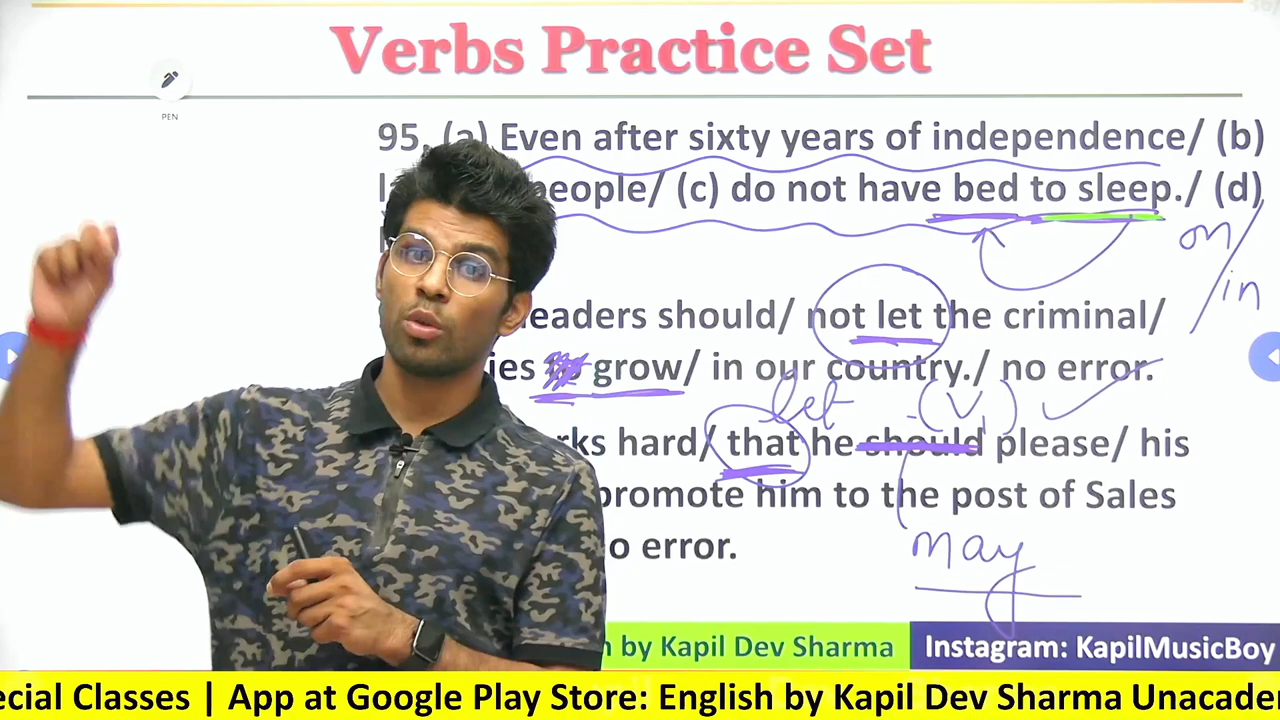 Verbs Practice Set
PEN
95. (a) Even after sixty years of independence/ (b)
people/ (c) do not have bed to sleep./ (d)
on/
in
leaders should/ not let the criminal/
grow/ in our country./ no error.
let (V1)
hard/ that he should please/ his
promote him to the post of Sales
may
error.
by Kapil Dev Sharma Instagram: KapilMusicBoy
Classes | App at Google Play Store: English by Kapil Dev Sharma